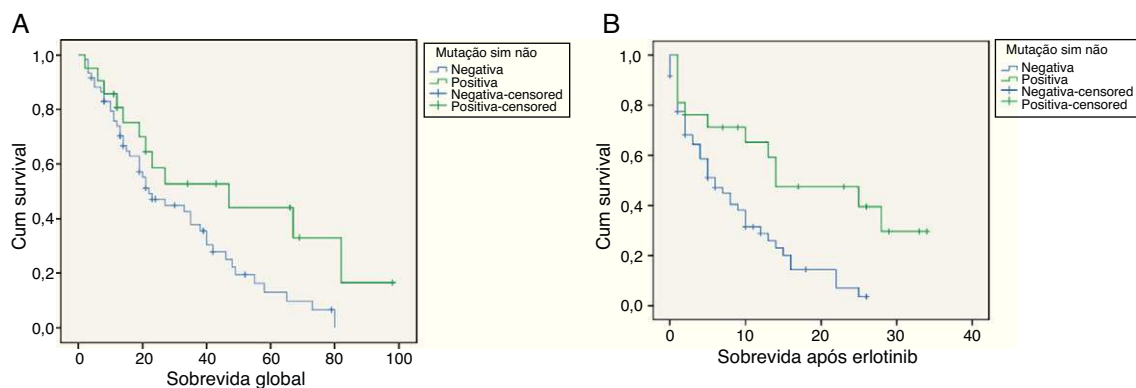 A
Cum survival
1,0
0,8
0,6
0,4
0,2
0,0
0 20 40 60 80 100
Sobrevida global
Mutação sim não
Negativa
Positiva
Negativa-censored
Positiva-censored
B
Cum survival
1,0
0,8
0,6
0,4
0,2
0,0
0 10 20 30 40
Sobrevida após erlotinib
Mutação sim não
Negativa
Positiva
Negativa-censored
Positiva-censored